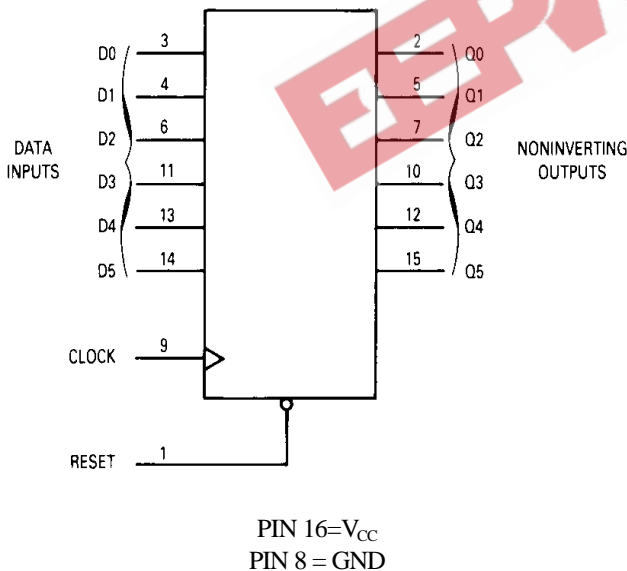 D0 3 2 Q0
D1 4 5 Q1
D2 6 7 Q2
DATA INPUTS
NONINVERTING OUTPUTS
D3 11 10 Q3
D4 13 12 Q4
D5 14 15 Q5
CLOCK 9
RESET 1
PIN 16=VCC
PIN 8 = GND
EEPW